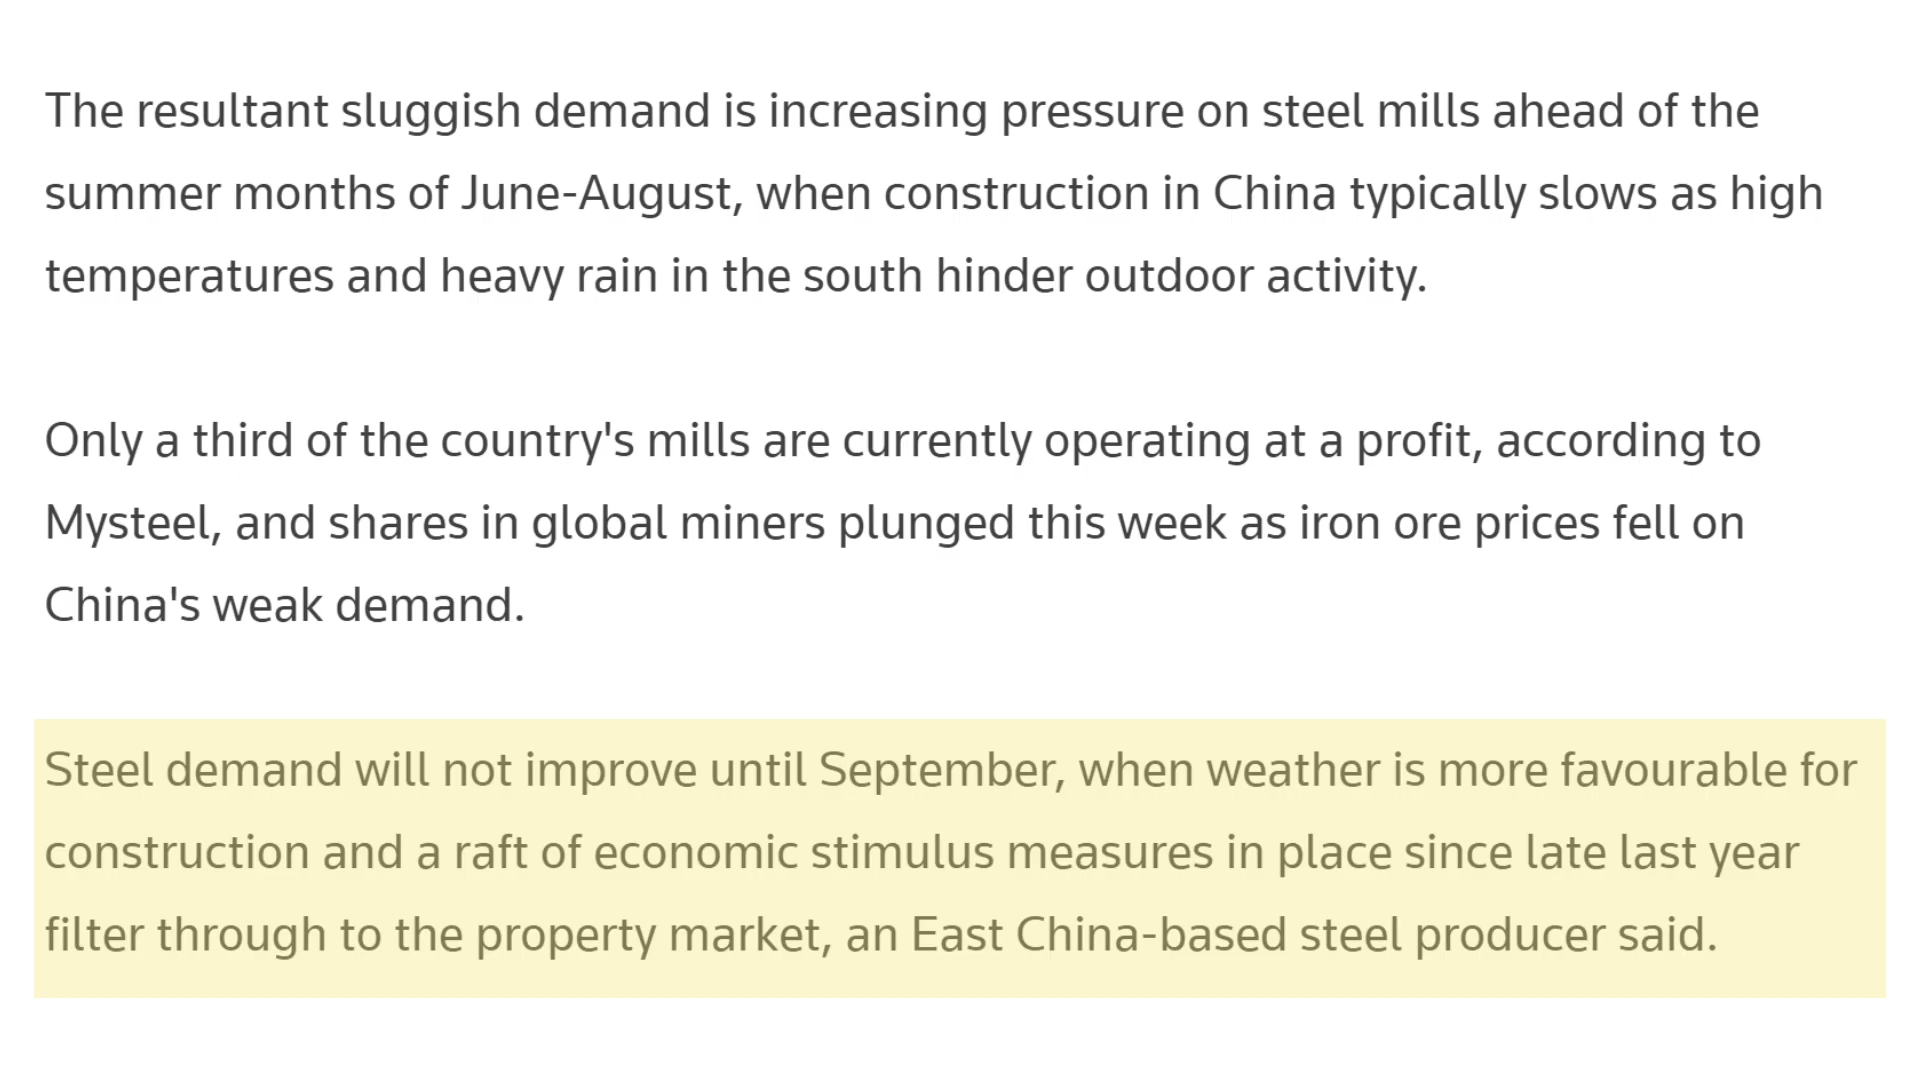 The resultant sluggish demand is increasing pressure on steel mills ahead of the
summer months of June-August, when construction in China typically slows as high
temperatures and heavy rain in the south hinder outdoor activity.
Only a third of the country's mills are currently operating at a profit, according to
Mysteel, and shares in global miners plunged this week as iron ore prices fell on
China's weak demand.
Steel demand will not improve until September, when weather is more favourable for
construction and a raft of economic stimulus measures in place since late last year
filter through to the property market, an East China-based steel producer said.